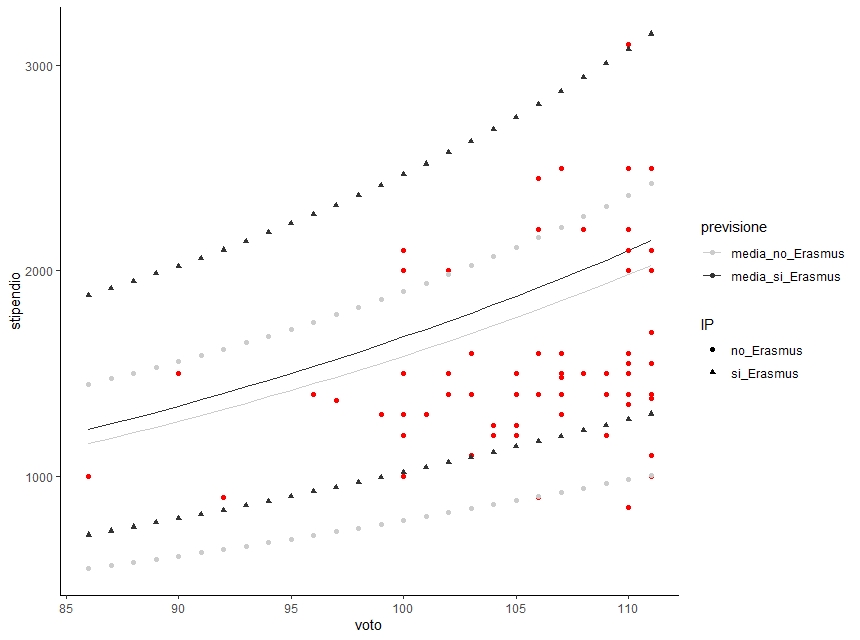 3000
2000
1000
stipendio
85
90
95
100
105
110
voto
previsione
media_no_Erasmus
media_si_Erasmus
IP
no_Erasmus
si_Erasmus